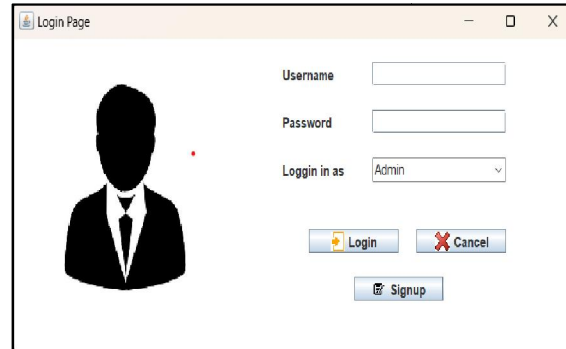 Login Page
Username
Password
Loggin in as Admin
Login Cancel
Signup